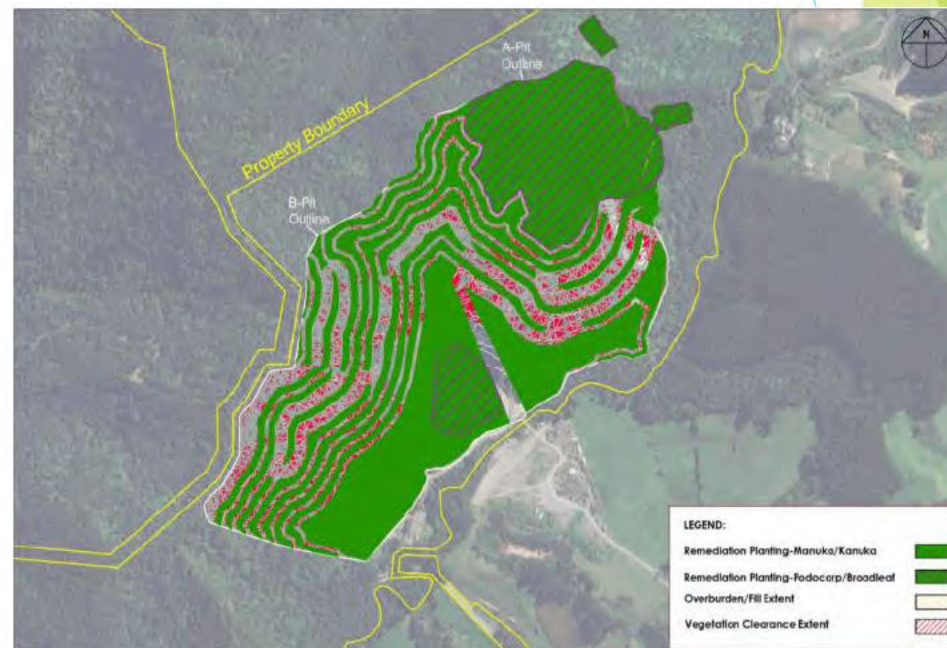 N
A-Pit
Outline
Property Boundary
B-Pit
Outline
LEGEND:
Remediation Planting-Manuka/Kanuka
Remediation Planting-Podocarp/Broadleaf
Overburden/Fill Extent
Vegetation Clearance Extent